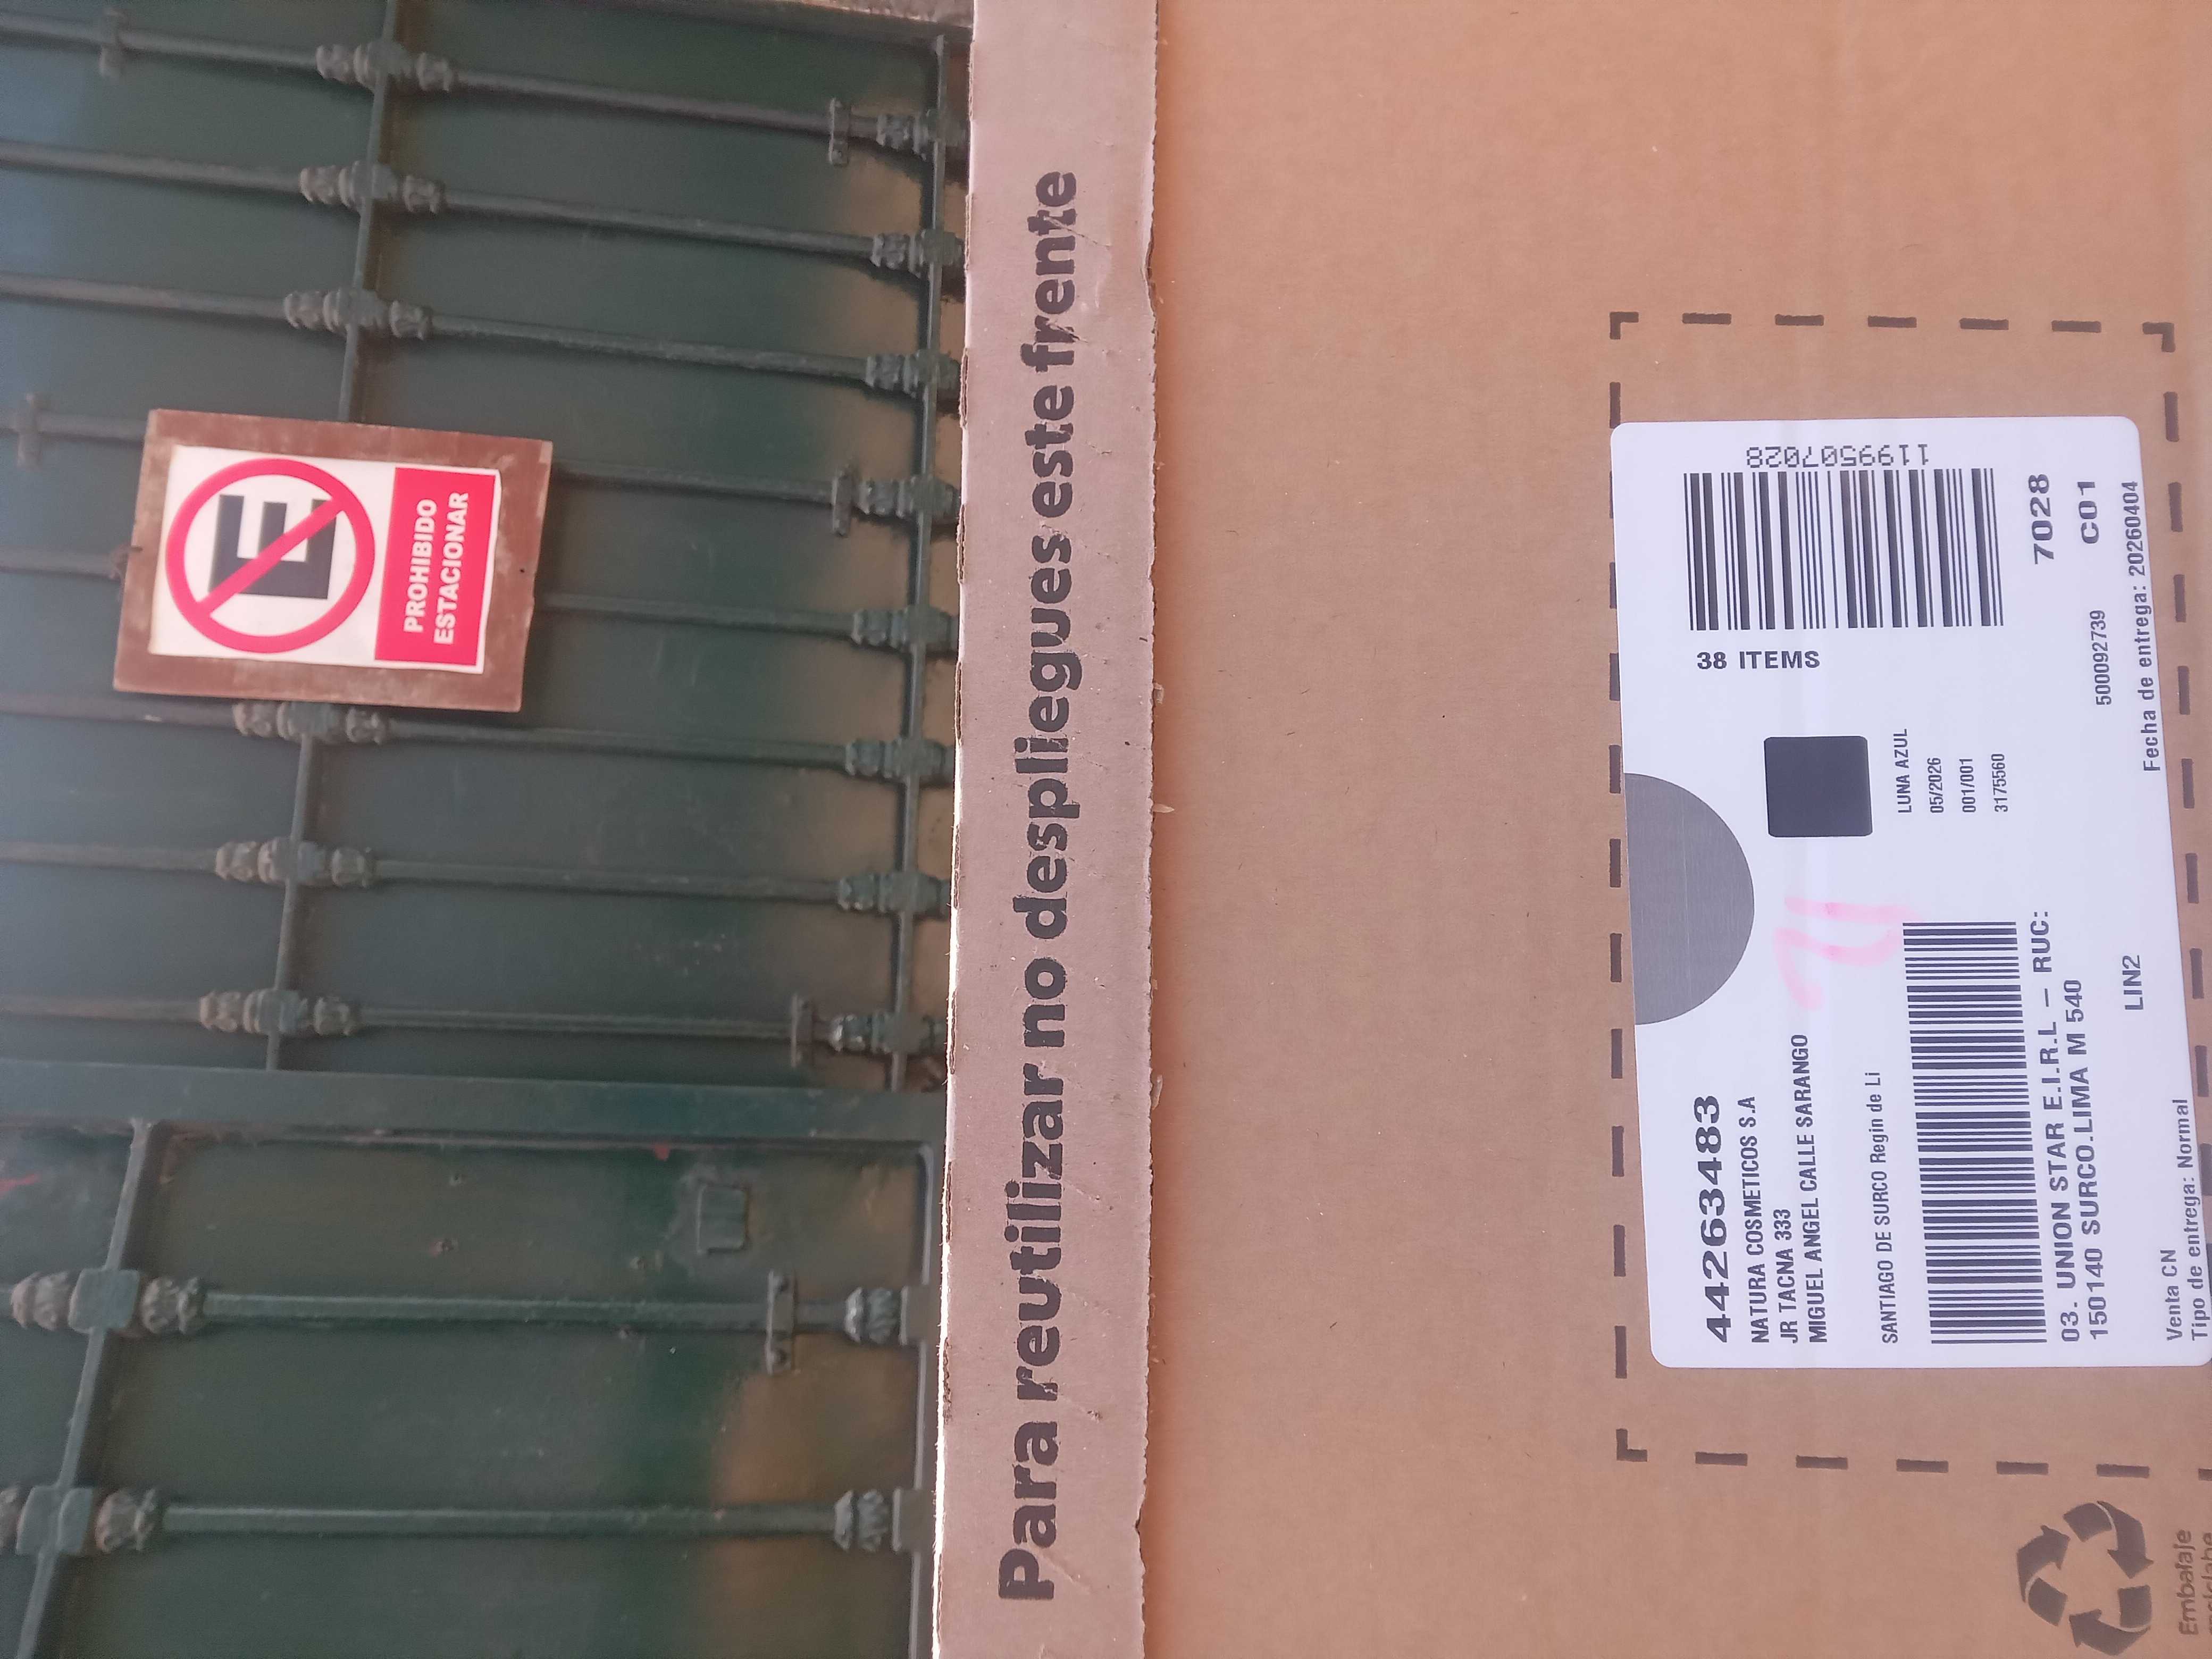 PROHIBIDO
ESTACIONAR
Para reutilizar no despliegues este frente
44263483
NATURA COSMETICOS S.A
JR TACNA 333
MIGUEL ANGEL CALLE SARANGO
SANTIAGO DE SURCO Regin de Li
03. UNION STAR E.I.R.L – RUC:
150140 SURCO.LIMA M 540
LIN2
Venta CN
Tipo de entrega: Normal
LUNA AZUL
05/2026
001/001
3175560
1199507028
38 ITEMS
7028
C01
500092739
Fecha de entrega: 20260404
Embalaje